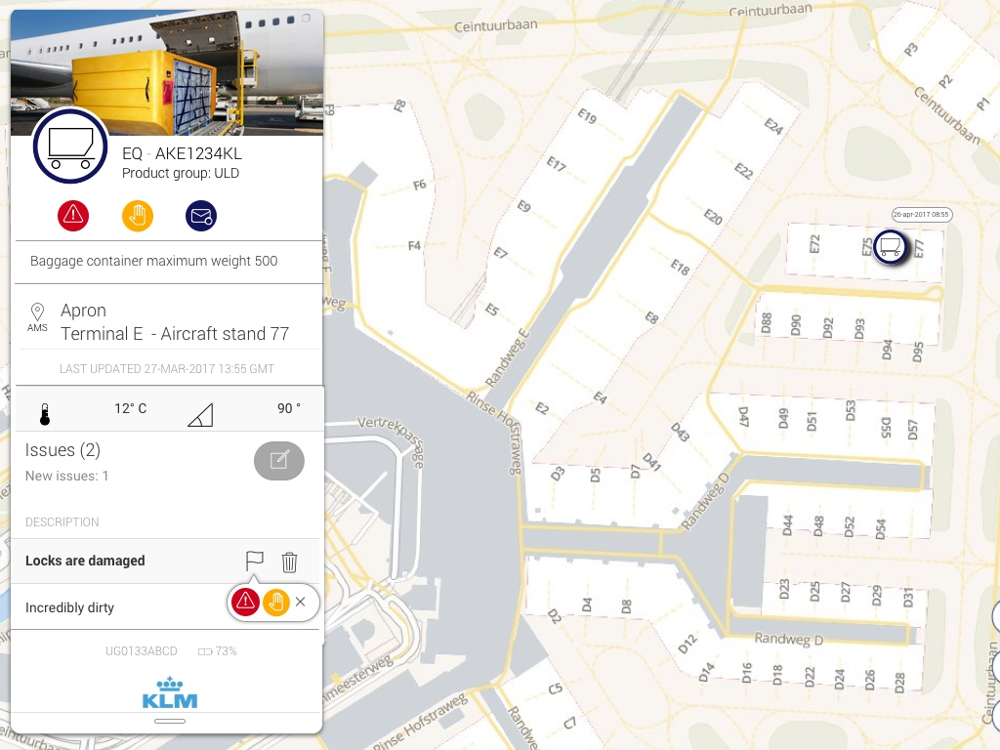 EQ - AKE1234KL
Product group: ULD
Baggage container maximum weight 500
AMS
Apron
Terminal E - Aircraft stand 77
LAST UPDATED 27-MAR-2017 13:55 GMT
12° C
90 °
Issues (2)
New issues: 1
DESCRIPTION
Locks are damaged
Incredibly dirty
UG0133ABCD
73%
KLM
Ceintuurbaan
Ceintuurbaan
P3
P2
P1
Ceintuurbaan
F9
F8
F6
F4
E19
E17
E9
E7
E5
E24
E22
E20
E18
E8
E4
E2
Randweg E
26-apr-2017 08:55
E72
E75
E77
D88
D90
D92
D93
D94
D95
Rinse Hofstraweg
Vertrekpassage
D47
D49
D51
D53
D55
D57
D43
D41
D3
D5
D7
Randweg D
D44
D48
D52
D54
D23
D25
D27
D29
D31
D2
D4
D8
Randweg D
D12
D14
D16
D18
D22
D24
D26
D28
C5
C7
Rinse Hofstraweg
Randwe
meesterweg
Ceintuurbaan
weg